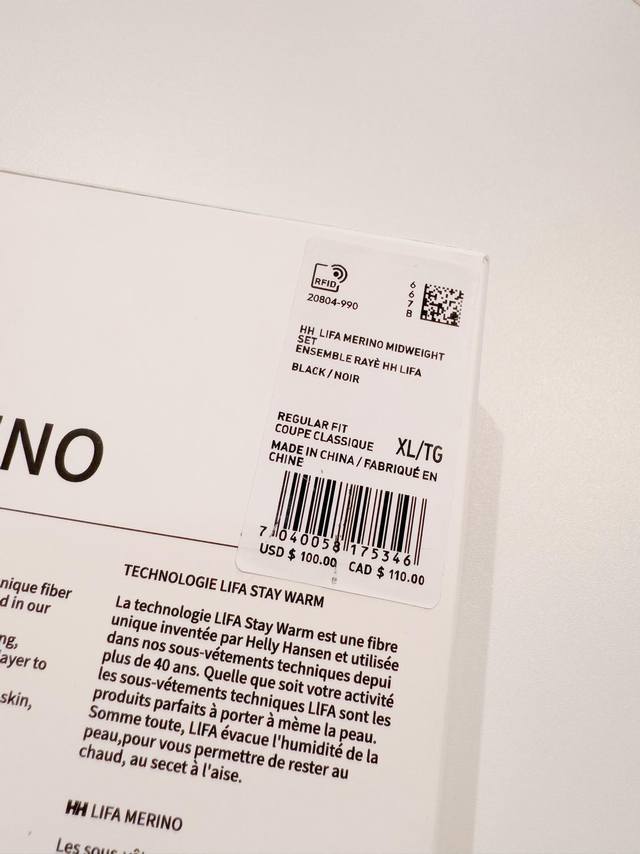 RFID
20804-990
6
6
7
B
HH LIFA MERINO MIDWEIGHT
SET
ENSEMBLE RAYÈ HH LIFA
BLACK / NOIR
REGULAR FIT
COUPE CLASSIQUE
XL/TG
MADE IN CHINA / FABRIQUÉ EN
CHINE
7 040058 175346
USD $ 100.00 CAD $ 110.00
NO
nique fiber
d in our
ng,
ayer to
skin,
TECHNOLOGIE LIFA STAY WARM
La technologie LIFA Stay Warm est une fibre
unique inventée par Helly Hansen et utilisée
dans nos sous-vétements techniques depui
plus de 40 ans. Quelle que soit votre activité
les sous-vétements techniques LIFA sont les
produits parfaits à porter à mème la peau.
Somme toute, LIFA évacue l'humidité de la
peau,pour vous permettre de rester au
chaud, au secet à l'aise.
HH LIFA MERINO